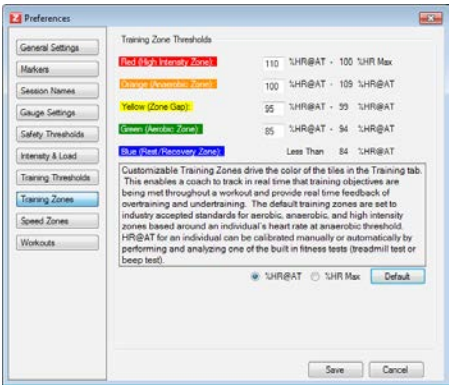 Preferences
General Settings
Markers
Session Names
Gauge Settings
Safety Thresholds
Intensity & Load
Training Thresholds
Training Zones
Speed Zones
Workouts
Training Zone Thresholds
Red (High Intensity Zone): 110 %HR@AT - 100 %HR Max
Orange (Anaerobic Zone): 100 %HR@AT - 109 %HR@AT
Yellow (Zone Gap): 95 %HR@AT - 99 %HR@AT
Green (Aerobic Zone): 85 %HR@AT - 94 %HR@AT
Blue (Rest/Recovery Zone): Less Than 84 %HR@AT
Customizable Training Zones drive the color of the tiles in the Training tab.
This enables a coach to track in real time that training objectives are
being met throughout a workout and provide real time feedback of
overtraining and undertraining. The default training zones are set to
industry accepted standards for aerobic, anaerobic, and high intensity
zones based around an individual's heart rate at anaerobic threshold.
HR@AT for an individual can be calibrated manually or automatically by
performing and analyzing one of the built in fitness tests (treadmill test or
beep test).
%HR@AT %HR Max Default
Save Cancel